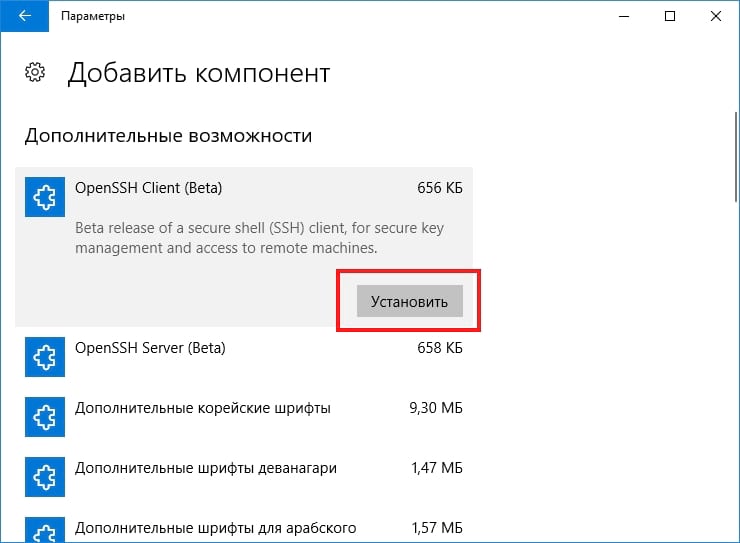 Параметры
Добавить компонент
Дополнительные возможности
OpenSSH Client (Beta) 656 КБ
Beta release of a secure shell (SSH) client, for secure key
management and access to remote machines.
Установить
OpenSSH Server (Beta) 658 КБ
Дополнительные корейские шрифты 9,30 МБ
Дополнительные шрифты деванагари 1,47 МБ
Дополнительные шрифты для арабского 1,57 МБ